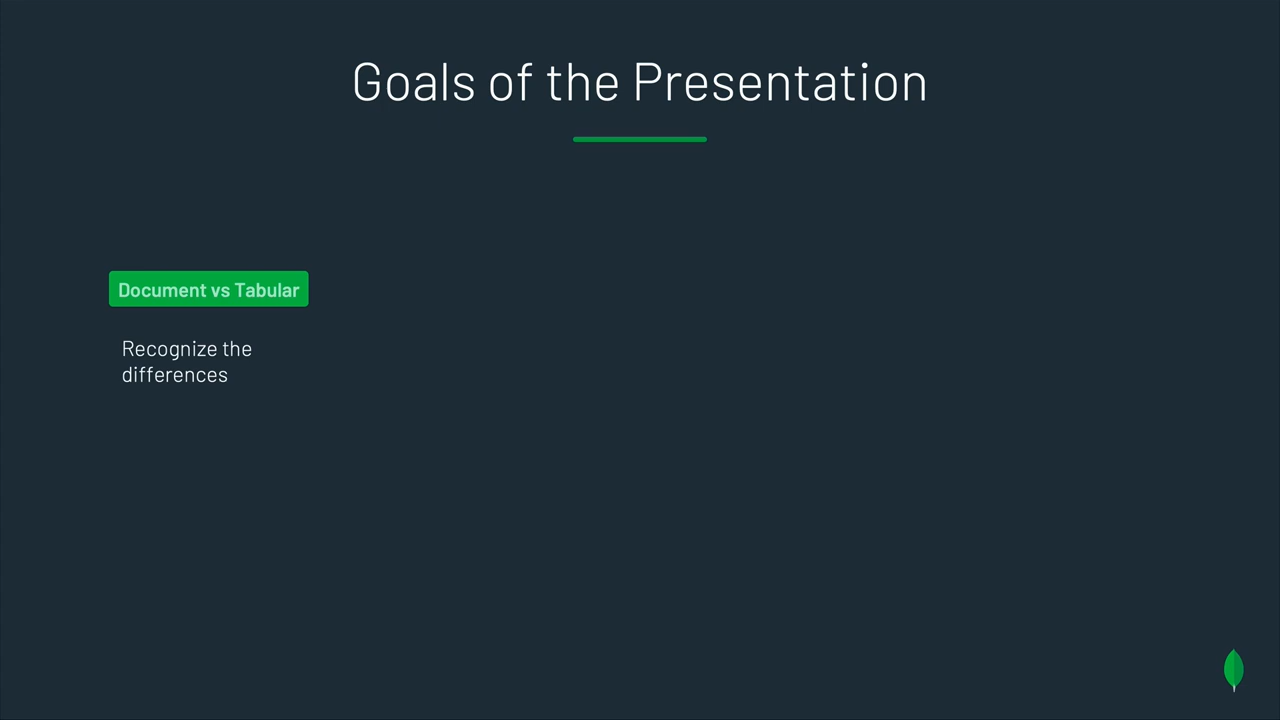 Goals of the Presentation
Document vs Tabular
Recognize the
differences